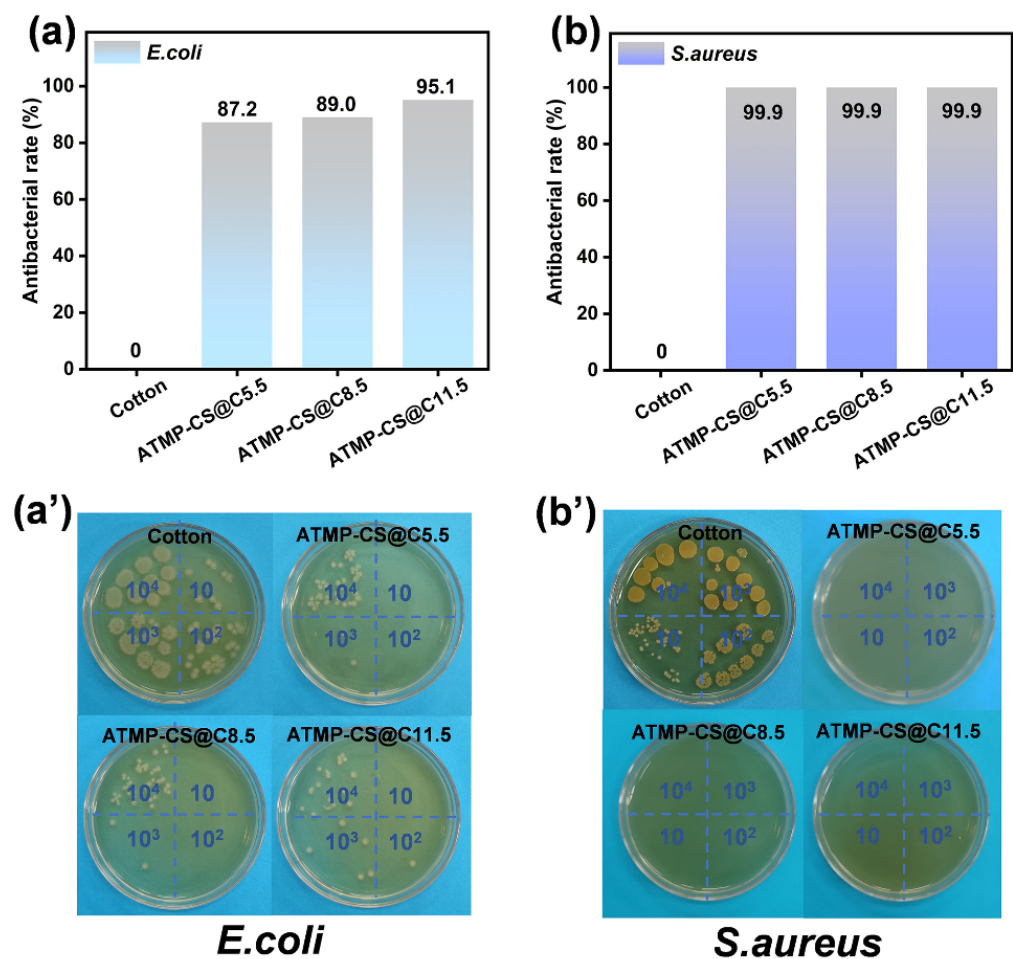 (a)
E.coli
Antibacterial rate (%)
100
80
60
40
20
0
0
87.2
89.0
95.1
Cotton
ATMP-CS@C5.5
ATMP-CS@C8.5
ATMP-CS@C11.5
(b)
S.aureus
Antibacterial rate (%)
100
80
60
40
20
0
0
99.9
99.9
99.9
Cotton
ATMP-CS@C5.5
ATMP-CS@C8.5
ATMP-CS@C11.5
(a')
Cotton
10⁴ 10
10³ 10²
ATMP-CS@C5.5
10⁴ 10
10³ 10²
ATMP-CS@C8.5
10⁴ 10
10³ 10²
ATMP-CS@C11.5
10⁴ 10
10³ 10²
E.coli
(b')
Cotton
10⁴ 10³
10 10²
ATMP-CS@C5.5
10⁴ 10³
10 10²
ATMP-CS@C8.5
10⁴ 10³
10 10²
ATMP-CS@C11.5
10⁴ 10³
10 10²
S.aureus